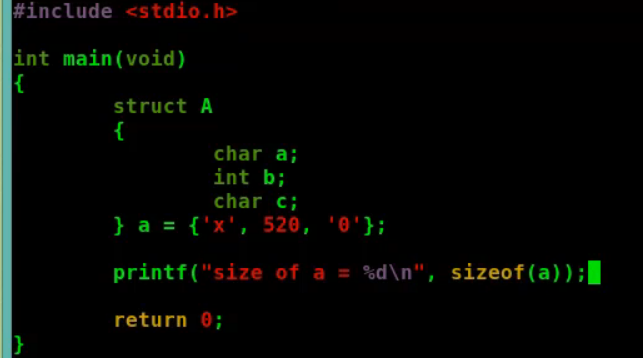 #include <stdio.h>
int main(void)
{
struct A
{
char a;
int b;
char c;
} a = {'x', 520, '0'};
printf("size of a = %d\n", sizeof(a));
return 0;
}